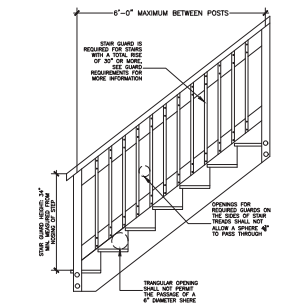 6'-0" MAXIMUM BETWEEN POSTS
STAIR GUARD IS
REQUIRED FOR STAIRS
WITH A TOTAL RISE
OF 30" OR MORE,
SEE GUARD
REQUIREMENTS FOR
MORE INFORMATION
STAIR GUARD HEIGHT: 34"
MIN. MEASURED FROM
NOSING OF STEP
OPENINGS FOR
REQUIRED GUARDS ON
THE SIDES OF STAIR
TREADS SHALL NOT
ALLOW A SPHERE 4⅜"
TO PASS THROUGH
TRIANGULAR OPENING
SHALL NOT PERMIT
THE PASSAGE OF A
6" DIAMETER SHERE